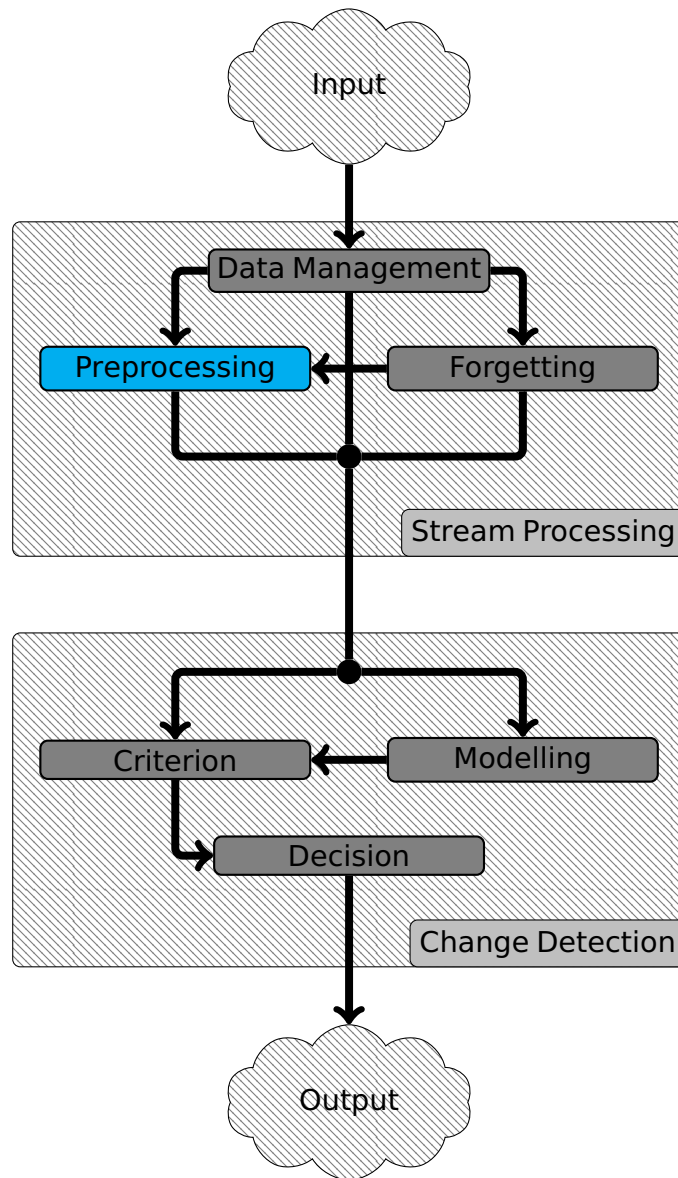 Input
Data Management
Preprocessing
Forgetting
Stream Processing
Criterion
Modelling
Decision
Change Detection
Output